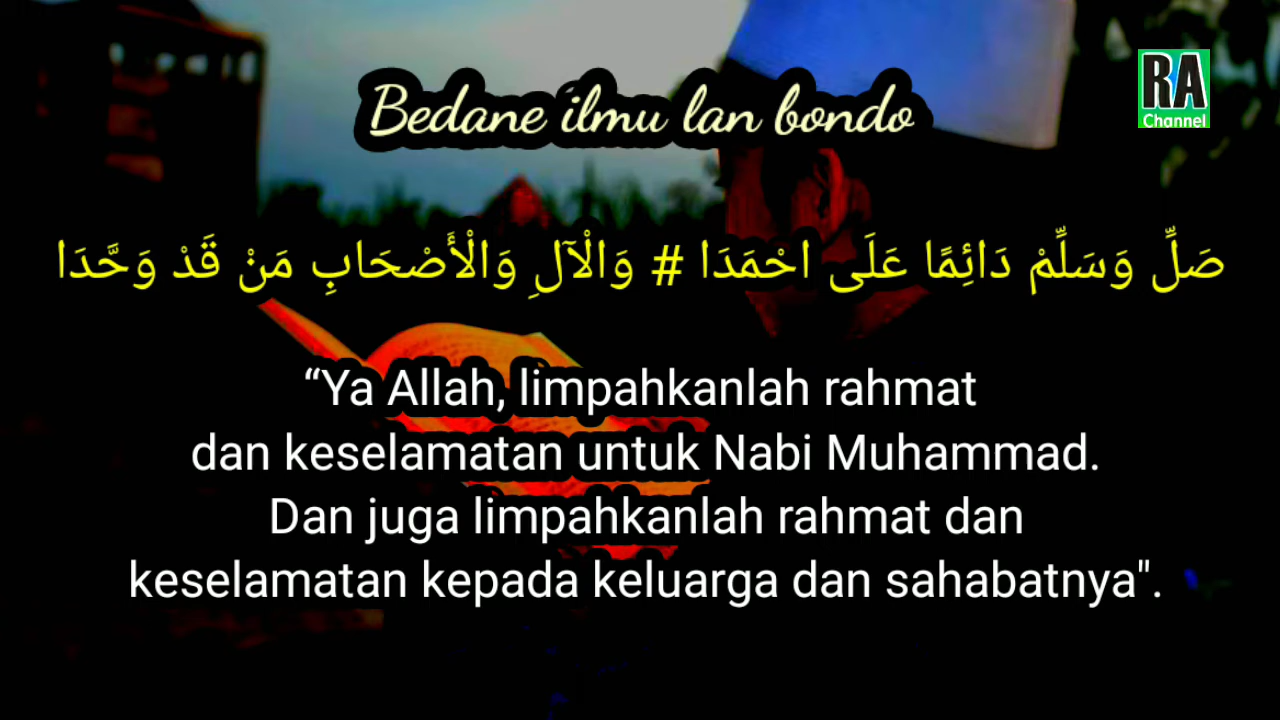 Bedane ilmu lan bondo
RA
Channel
صَلِّ وَسَلِّمْ دَائِمًا عَلَى احْمَدَا # وَالْآلِ وَالْأَصْحَابِ مَنْ قَدْ وَحَّدَا
“Ya Allah, limpahkanlah rahmat
dan keselamatan untuk Nabi Muhammad.
Dan juga limpahkanlah rahmat dan
keselamatan kepada keluarga dan sahabatnya".